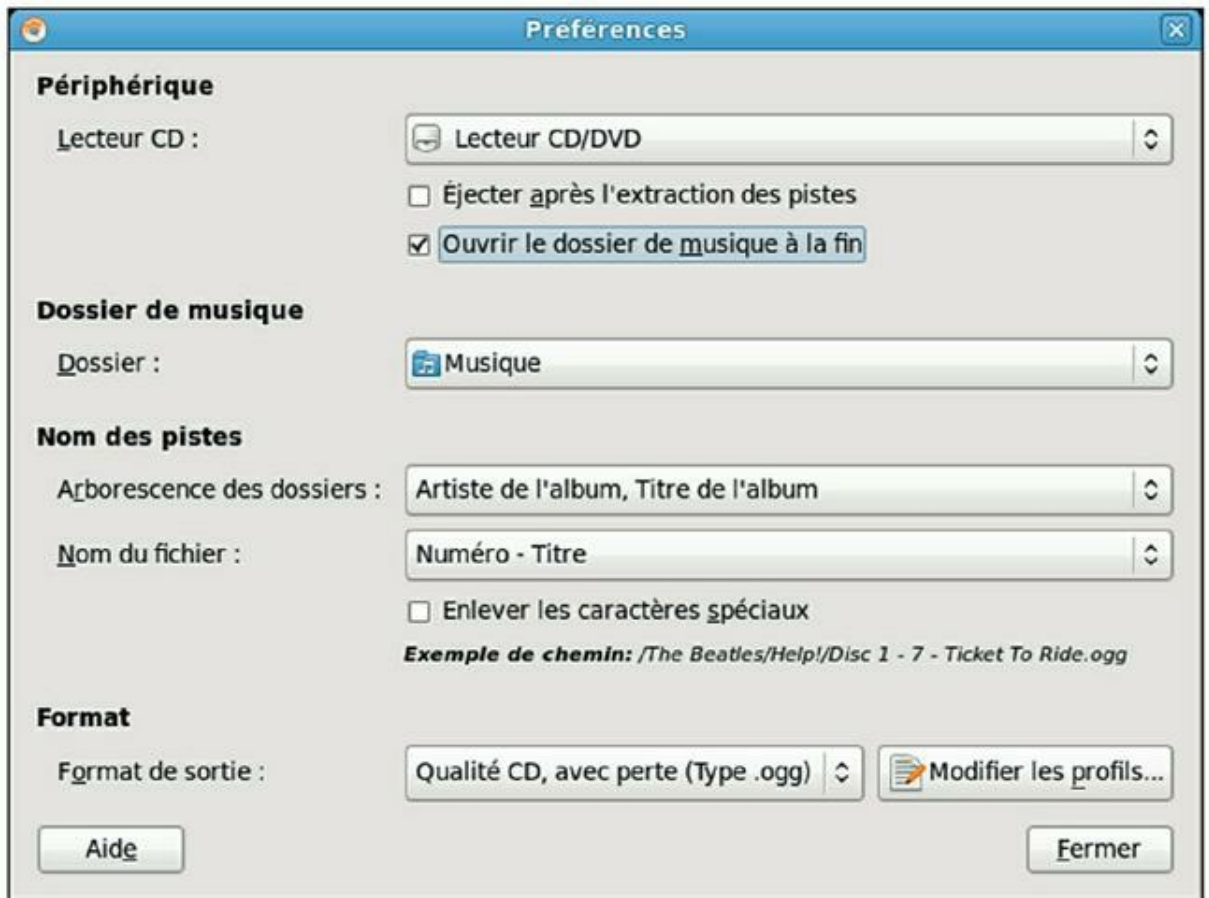 Préférences
Périphérique
Lecteur CD : Lecteur CD/DVD
Éjecter après l'extraction des pistes
Ouvrir le dossier de musique à la fin
Dossier de musique
Dossier : Musique
Nom des pistes
Arborescence des dossiers : Artiste de l'album, Titre de l'album
Nom du fichier : Numéro - Titre
Enlever les caractères spéciaux
Exemple de chemin: /The Beatles/Help!/Disc 1 - 7 - Ticket To Ride.ogg
Format
Format de sortie : Qualité CD, avec perte (Type .ogg) Modifier les profils...
Aide Fermer